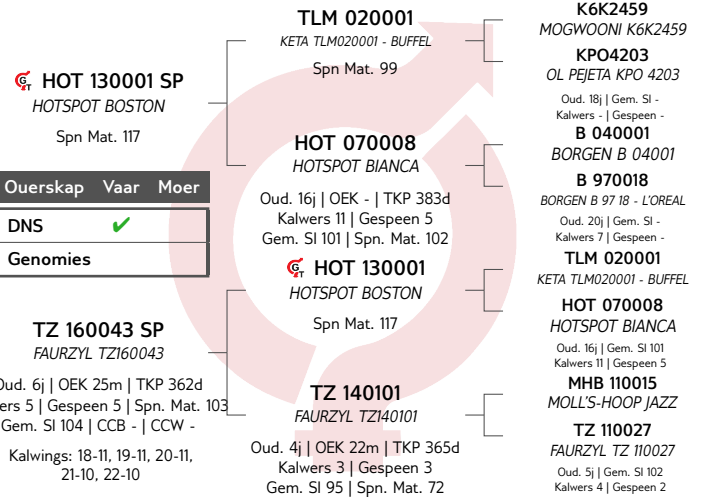 HOT 130001 SP
HOTSPOT BOSTON
Spn Mat. 117
Ouerskap Vaar Moer
DNS ✔
Genomies
TZ 160043 SP
FAURZYL TZ160043
Oud. 6j | OEK 25m | TKP 362d
ers 5 | Gespeen 5 | Spn. Mat. 103
Gem. SI 104 | CCB - | CCW -
Kalwings: 18-11, 19-11, 20-11,
21-10, 22-10
TLM 020001
KETA TLM020001 - BUFFEL
Spn Mat. 99
HOT 070008
HOTSPOT BIANCA
Oud. 16j | OEK - | TKP 383d
Kalwers 11 | Gespeen 5
Gem. SI 101 | Spn. Mat. 102
HOT 130001
HOTSPOT BOSTON
Spn Mat. 117
TZ 140101
FAURZYL TZ140101
Oud. 4j | OEK 22m | TKP 365d
Kalwers 3 | Gespeen 3
Gem. SI 95 | Spn. Mat. 72
K6K2459
MOGWOONI K6K2459
KPO4203
OL PEJETA KPO 4203
Oud. 18j | Gem. SI -
Kalwers - | Gespeen -
B 040001
BORGEN B 04001
B 970018
BORGEN B 97 18 - L'OREAL
Oud. 20j | Gem. SI -
Kalwers 7 | Gespeen -
TLM 020001
KETA TLM020001 - BUFFEL
HOT 070008
HOTSPOT BIANCA
Oud. 16j | Gem. SI 101
Kalwers 11 | Gespeen 5
MHB 110015
MOLL'S-HOOP JAZZ
TZ 110027
FAURZYL TZ 110027
Oud. 5j | Gem. SI 102
Kalwers 4 | Gespeen 2